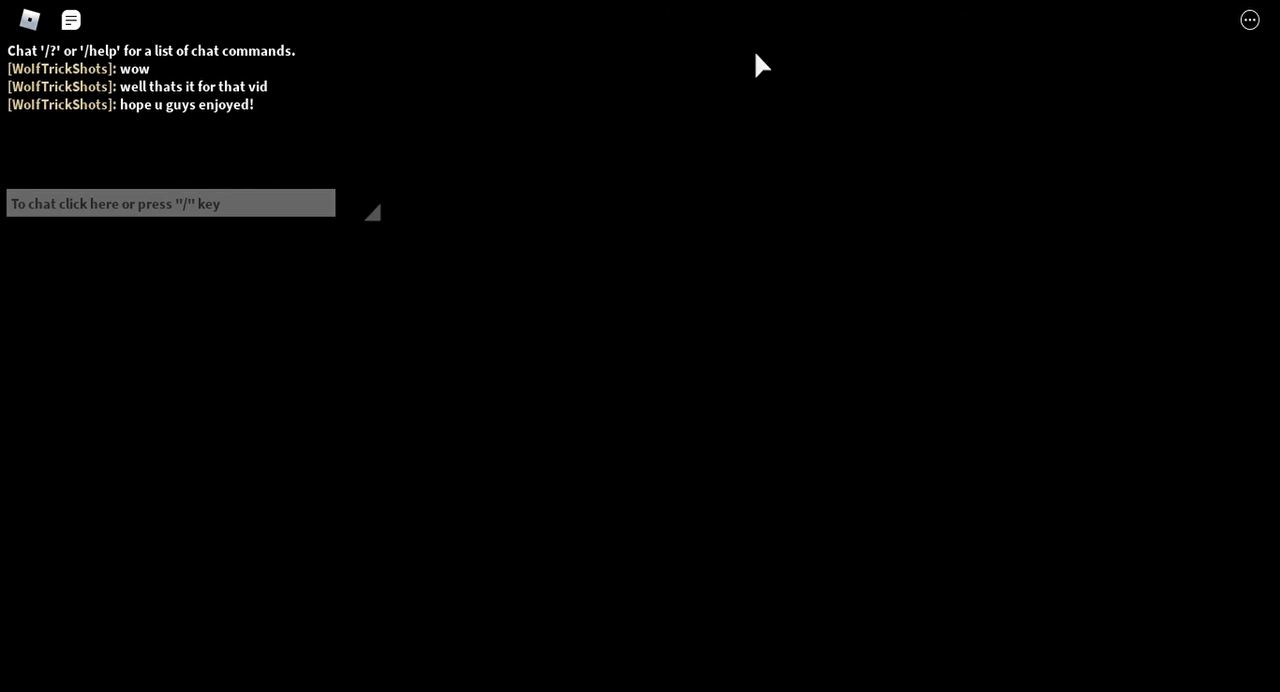 Chat '/?' or '/help' for a list of chat commands.
[WolfTrickShots]: wow
[WolfTrickShots]: well thats it for that vid
[WolfTrickShots]: hope u guys enjoyed!
To chat click here or press "/" key